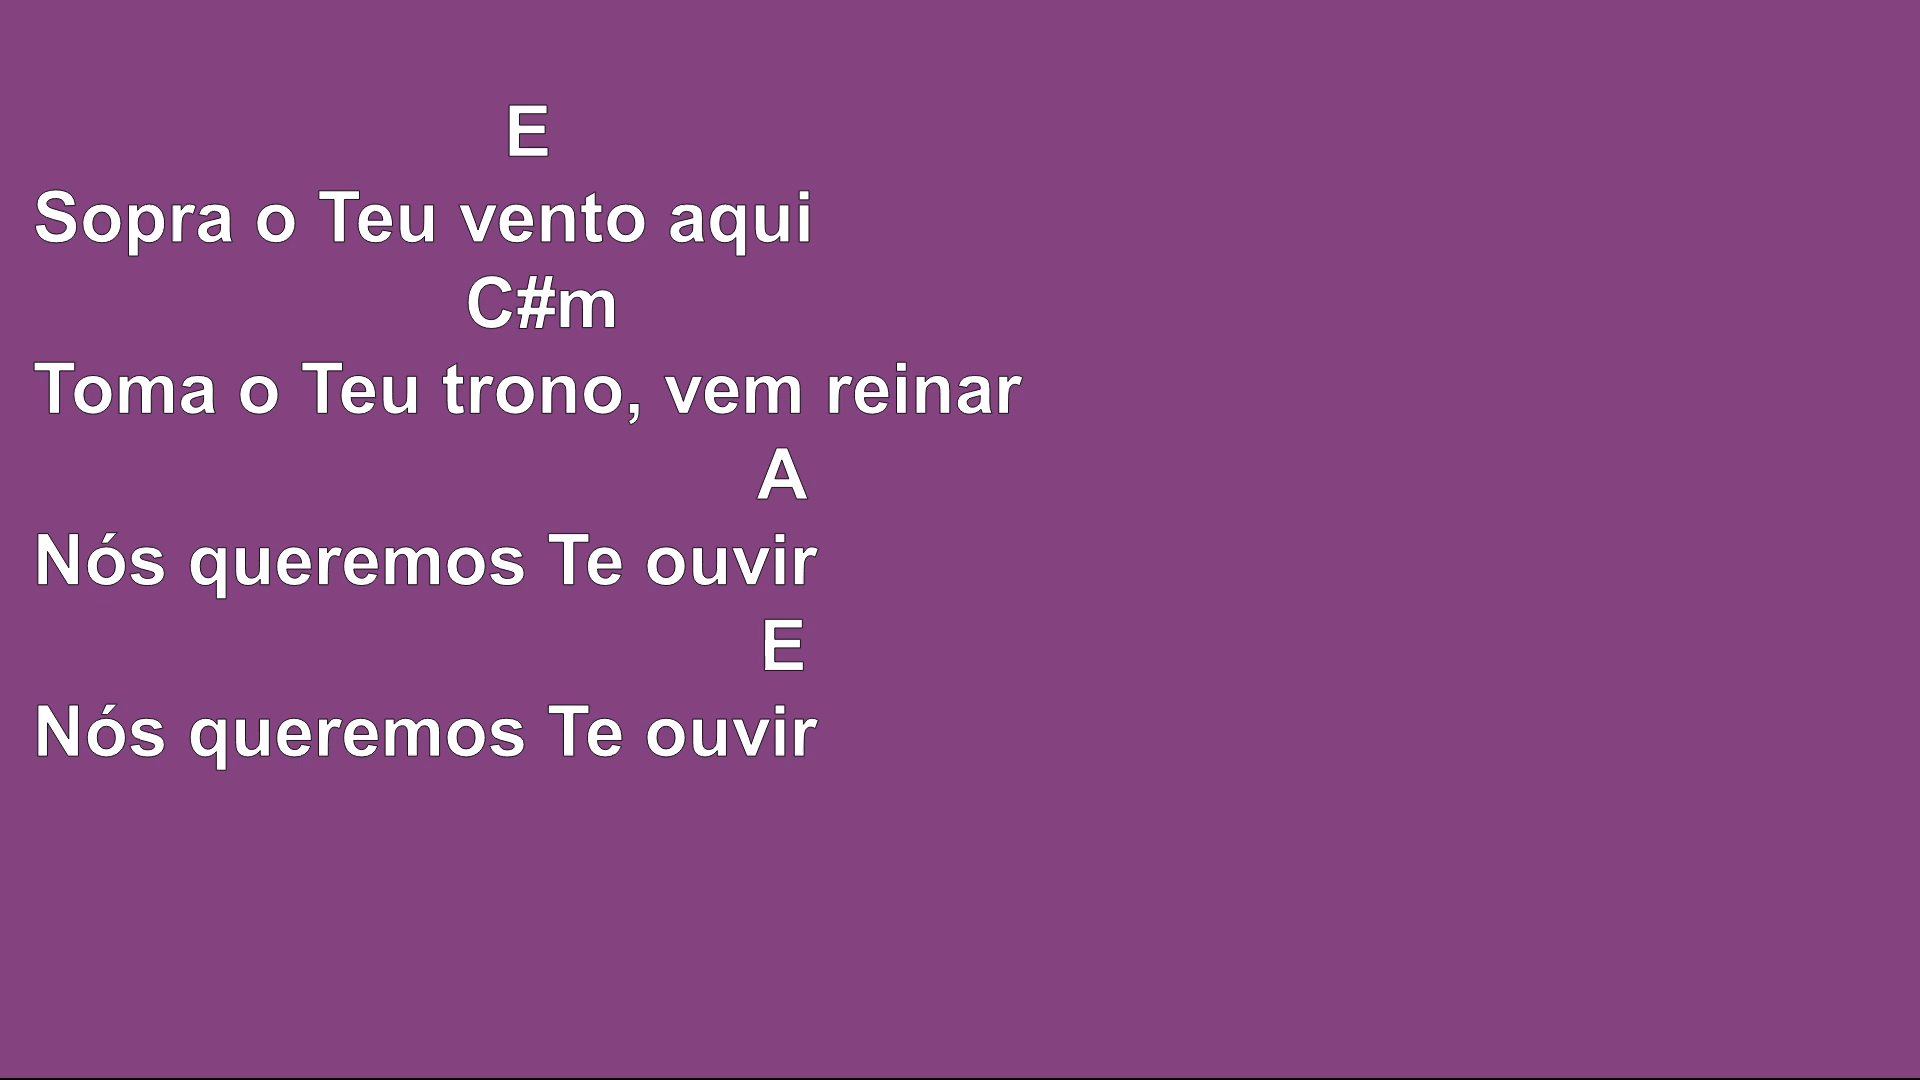 E
Sopra o Teu vento aqui
C#m
Toma o Teu trono, vem reinar
A
Nós queremos Te ouvir
E
Nós queremos Te ouvir